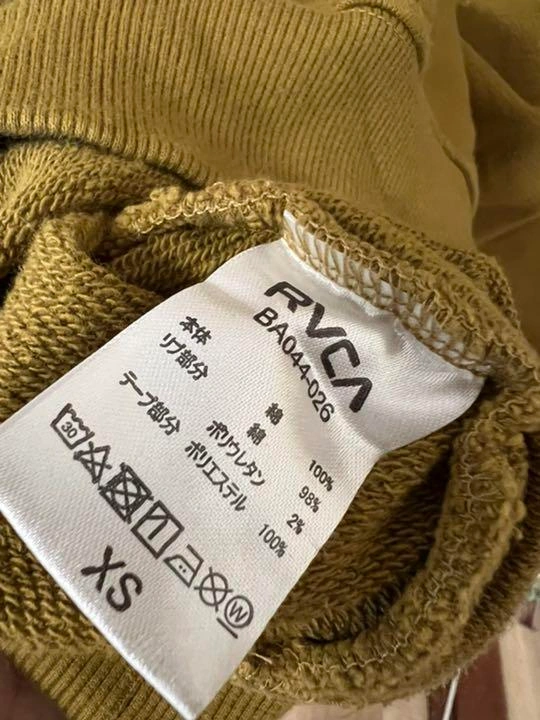 RVCA
BA044-026
本体 綿 100%
リブ部分 綿 98%
ポリウレタン 2%
テープ部分 ポリエステル 100%
30
W
XS